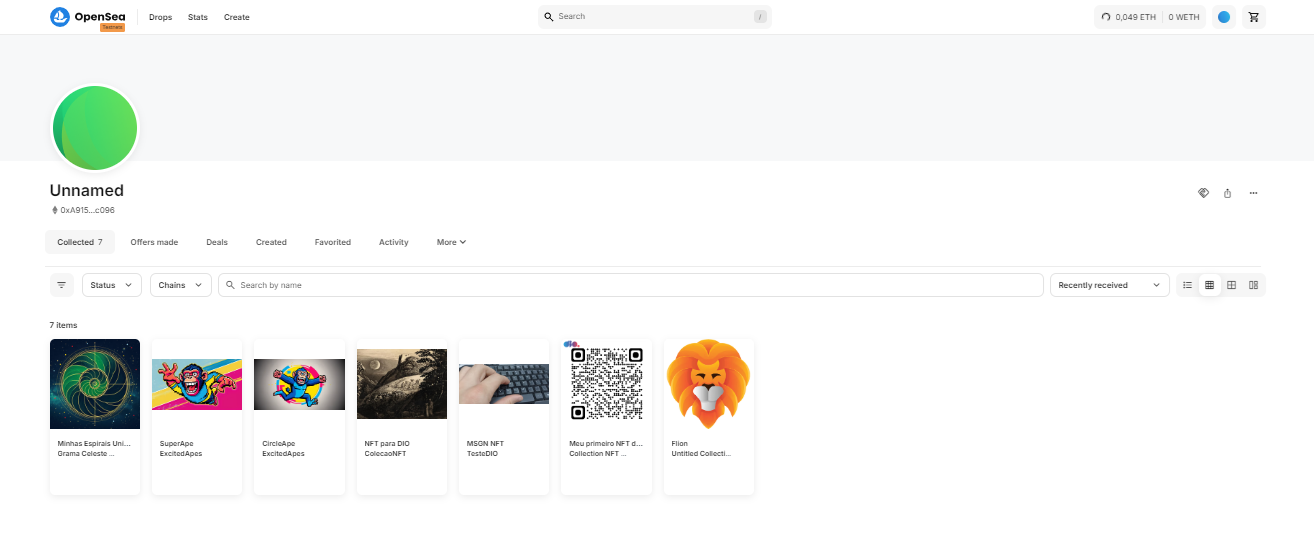 OpenSea
Testnets
Drops
Stats
Create
Search
/
0,049 ETH
0 WETH
Unnamed
0xA915...c096
Collected 7
Offers made
Deals
Created
Favorited
Activity
More
Status
Chains
Search by name
Recently received
7 items
Minhas Espirais Uni...
Grama Celeste ...
SuperApe
ExcitedApes
CircleApe
ExcitedApes
NFT para DIO
ColecaoNFT
MSGN NFT
TesteDIO
dio.
Meu primeiro NFT d...
Collection NFT ...
Flion
Untitled Collecti...